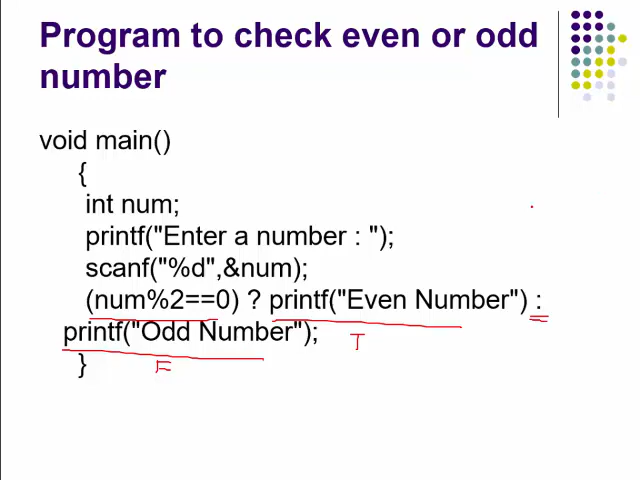 Program to check even or odd
number
void main()
{
int num;
printf("Enter a number : ");
scanf("%d",&num);
(num%2==0) ? printf("Even Number") :
printf("Odd Number");
T
}
F